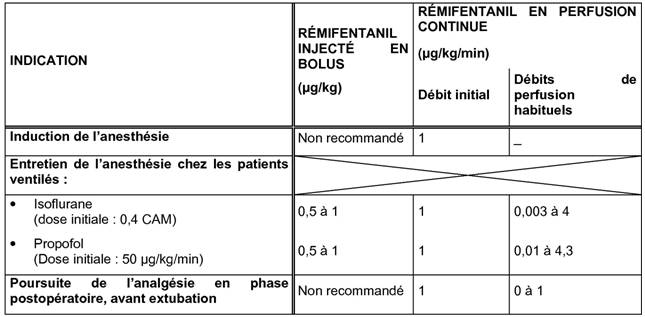 INDICATION
RÉMIFENTANIL
INJECTÉ EN
BOLUS
(µg/kg)
RÉMIFENTANIL EN PERFUSION
CONTINUE
(µg/kg/min)
Débit initial
Débits de
perfusion
habituels
Induction de l'anesthésie
Non recommandé
1
_
Entretien de l'anesthésie chez les patients
ventilés :
• Isoflurane
(dose initiale : 0,4 CAM)
0,5 à 1
1
0,003 à 4
• Propofol
(Dose initiale : 50 µg/kg/min)
0,5 à 1
1
0,01 à 4,3
Poursuite de l'analgésie en phase
postopératoire, avant extubation
Non recommandé
1
0 à 1